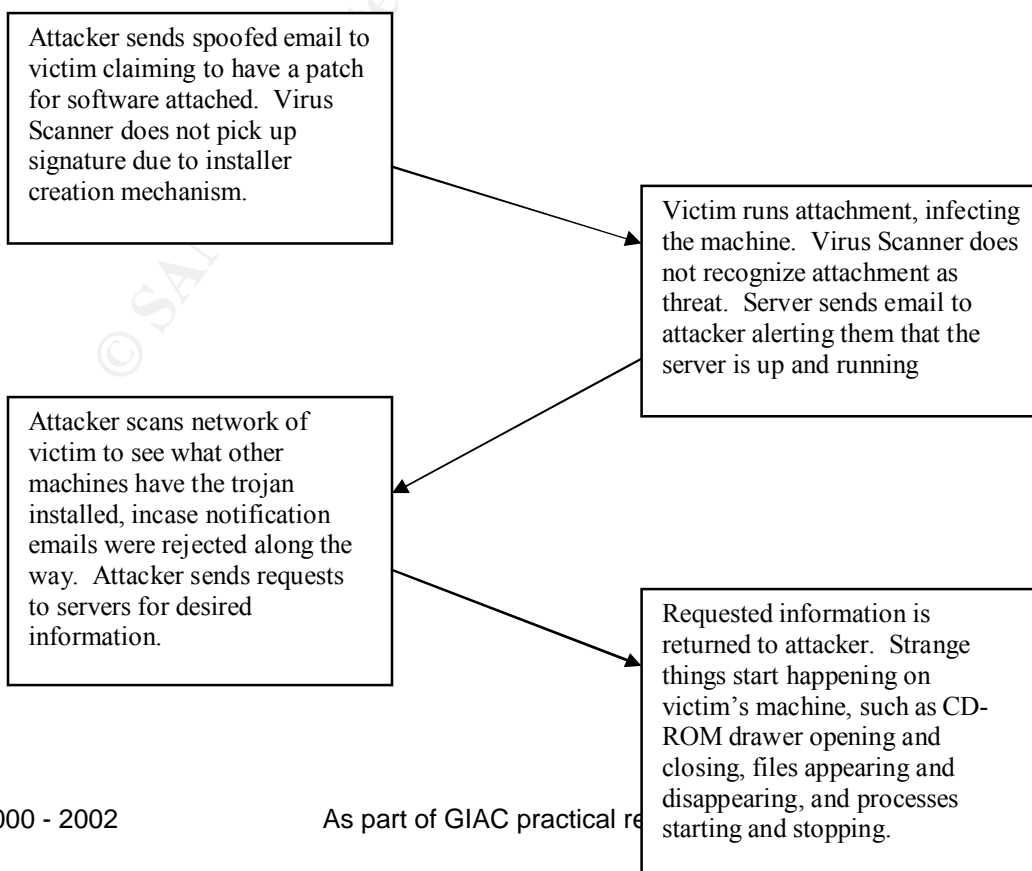 Attacker sends spoofed email to
victim claiming to have a patch
for software attached.  Virus
Scanner does not pick up
signature due to installer
creation mechanism.
Victim runs attachment, infecting
the machine.  Virus Scanner does
not recognize attachment as
threat.  Server sends email to
attacker alerting them that the
server is up and running
Attacker scans network of
victim to see what other
machines have the trojan
installed, incase notification
emails were rejected along the
way.  Attacker sends requests
to servers for desired
information.
Requested information is
returned to attacker.  Strange
things start happening on
victim's machine, such as CD-
ROM drawer opening and
closing, files appearing and
disappearing, and processes
starting and stopping.
© SA
000 - 2002
As part of GIAC practical re